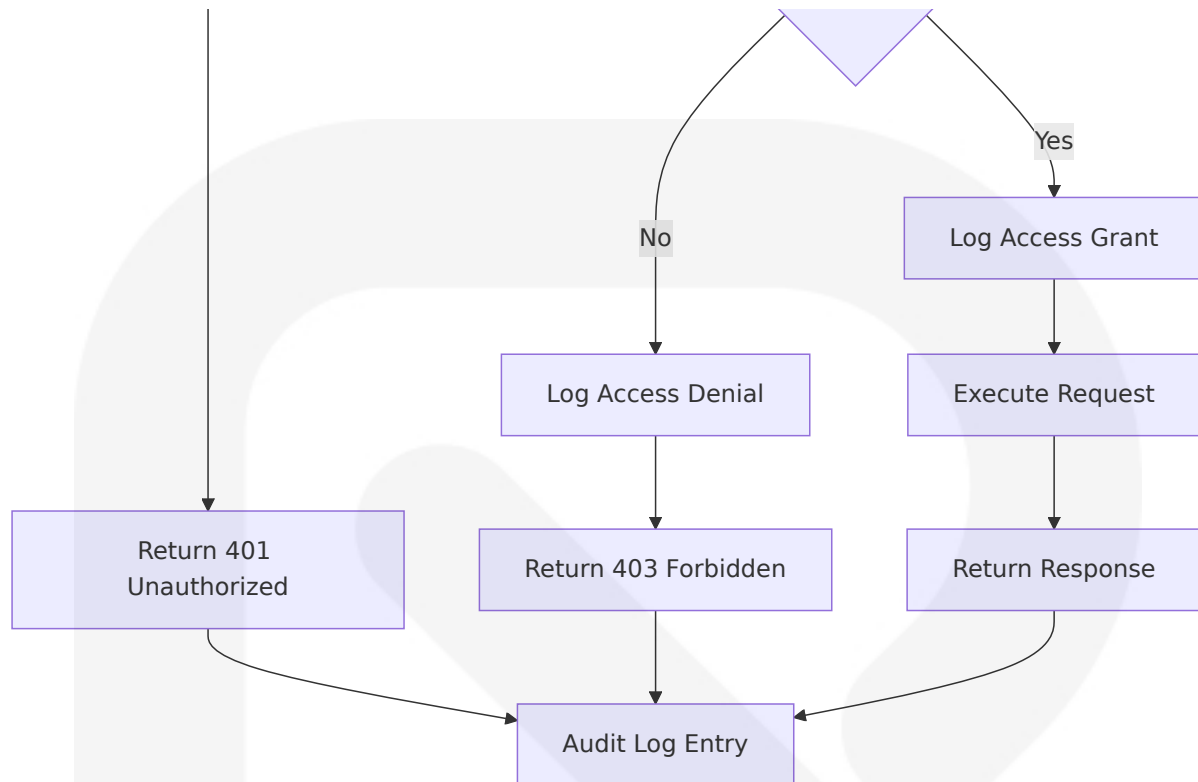 Yes
No
Log Access Grant
Log Access Denial
Execute Request
Return 401
Unauthorized
Return 403 Forbidden
Return Response
Audit Log Entry